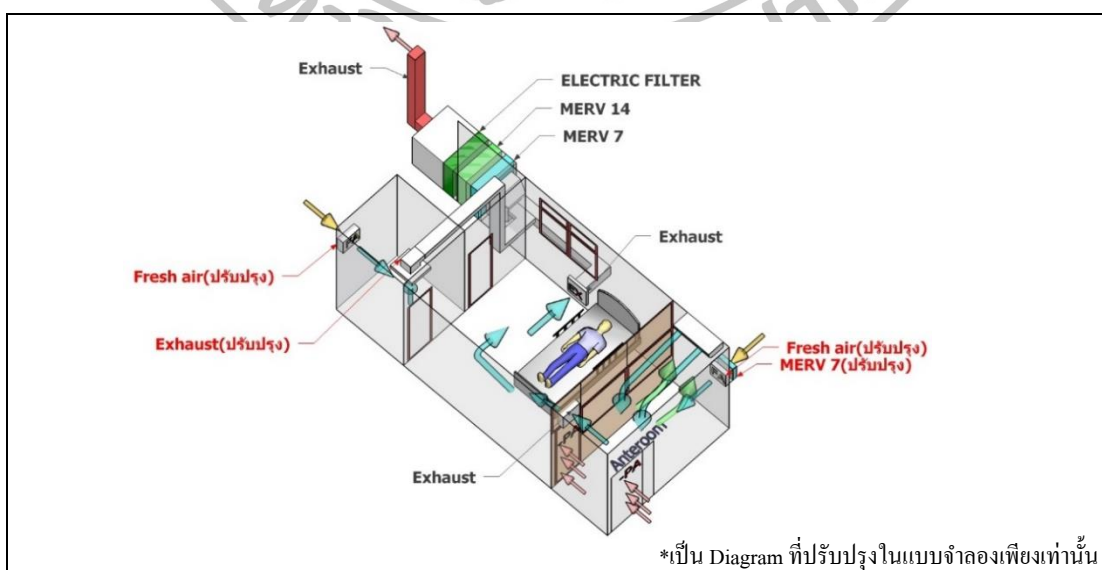 Exhaust
ELECTRIC FILTER
MERV 14
MERV 7
Exhaust
Fresh air(ปรับปรุง)
Exhaust(ปรับปรุง)
Fresh air(ปรับปรุง)
MERV 7(ปรับปรุง)
EX
Anteroom
Exhaust
*เป็น Diagram ที่ปรับปรุงในแบบจำลองเพียงเท่านั้น